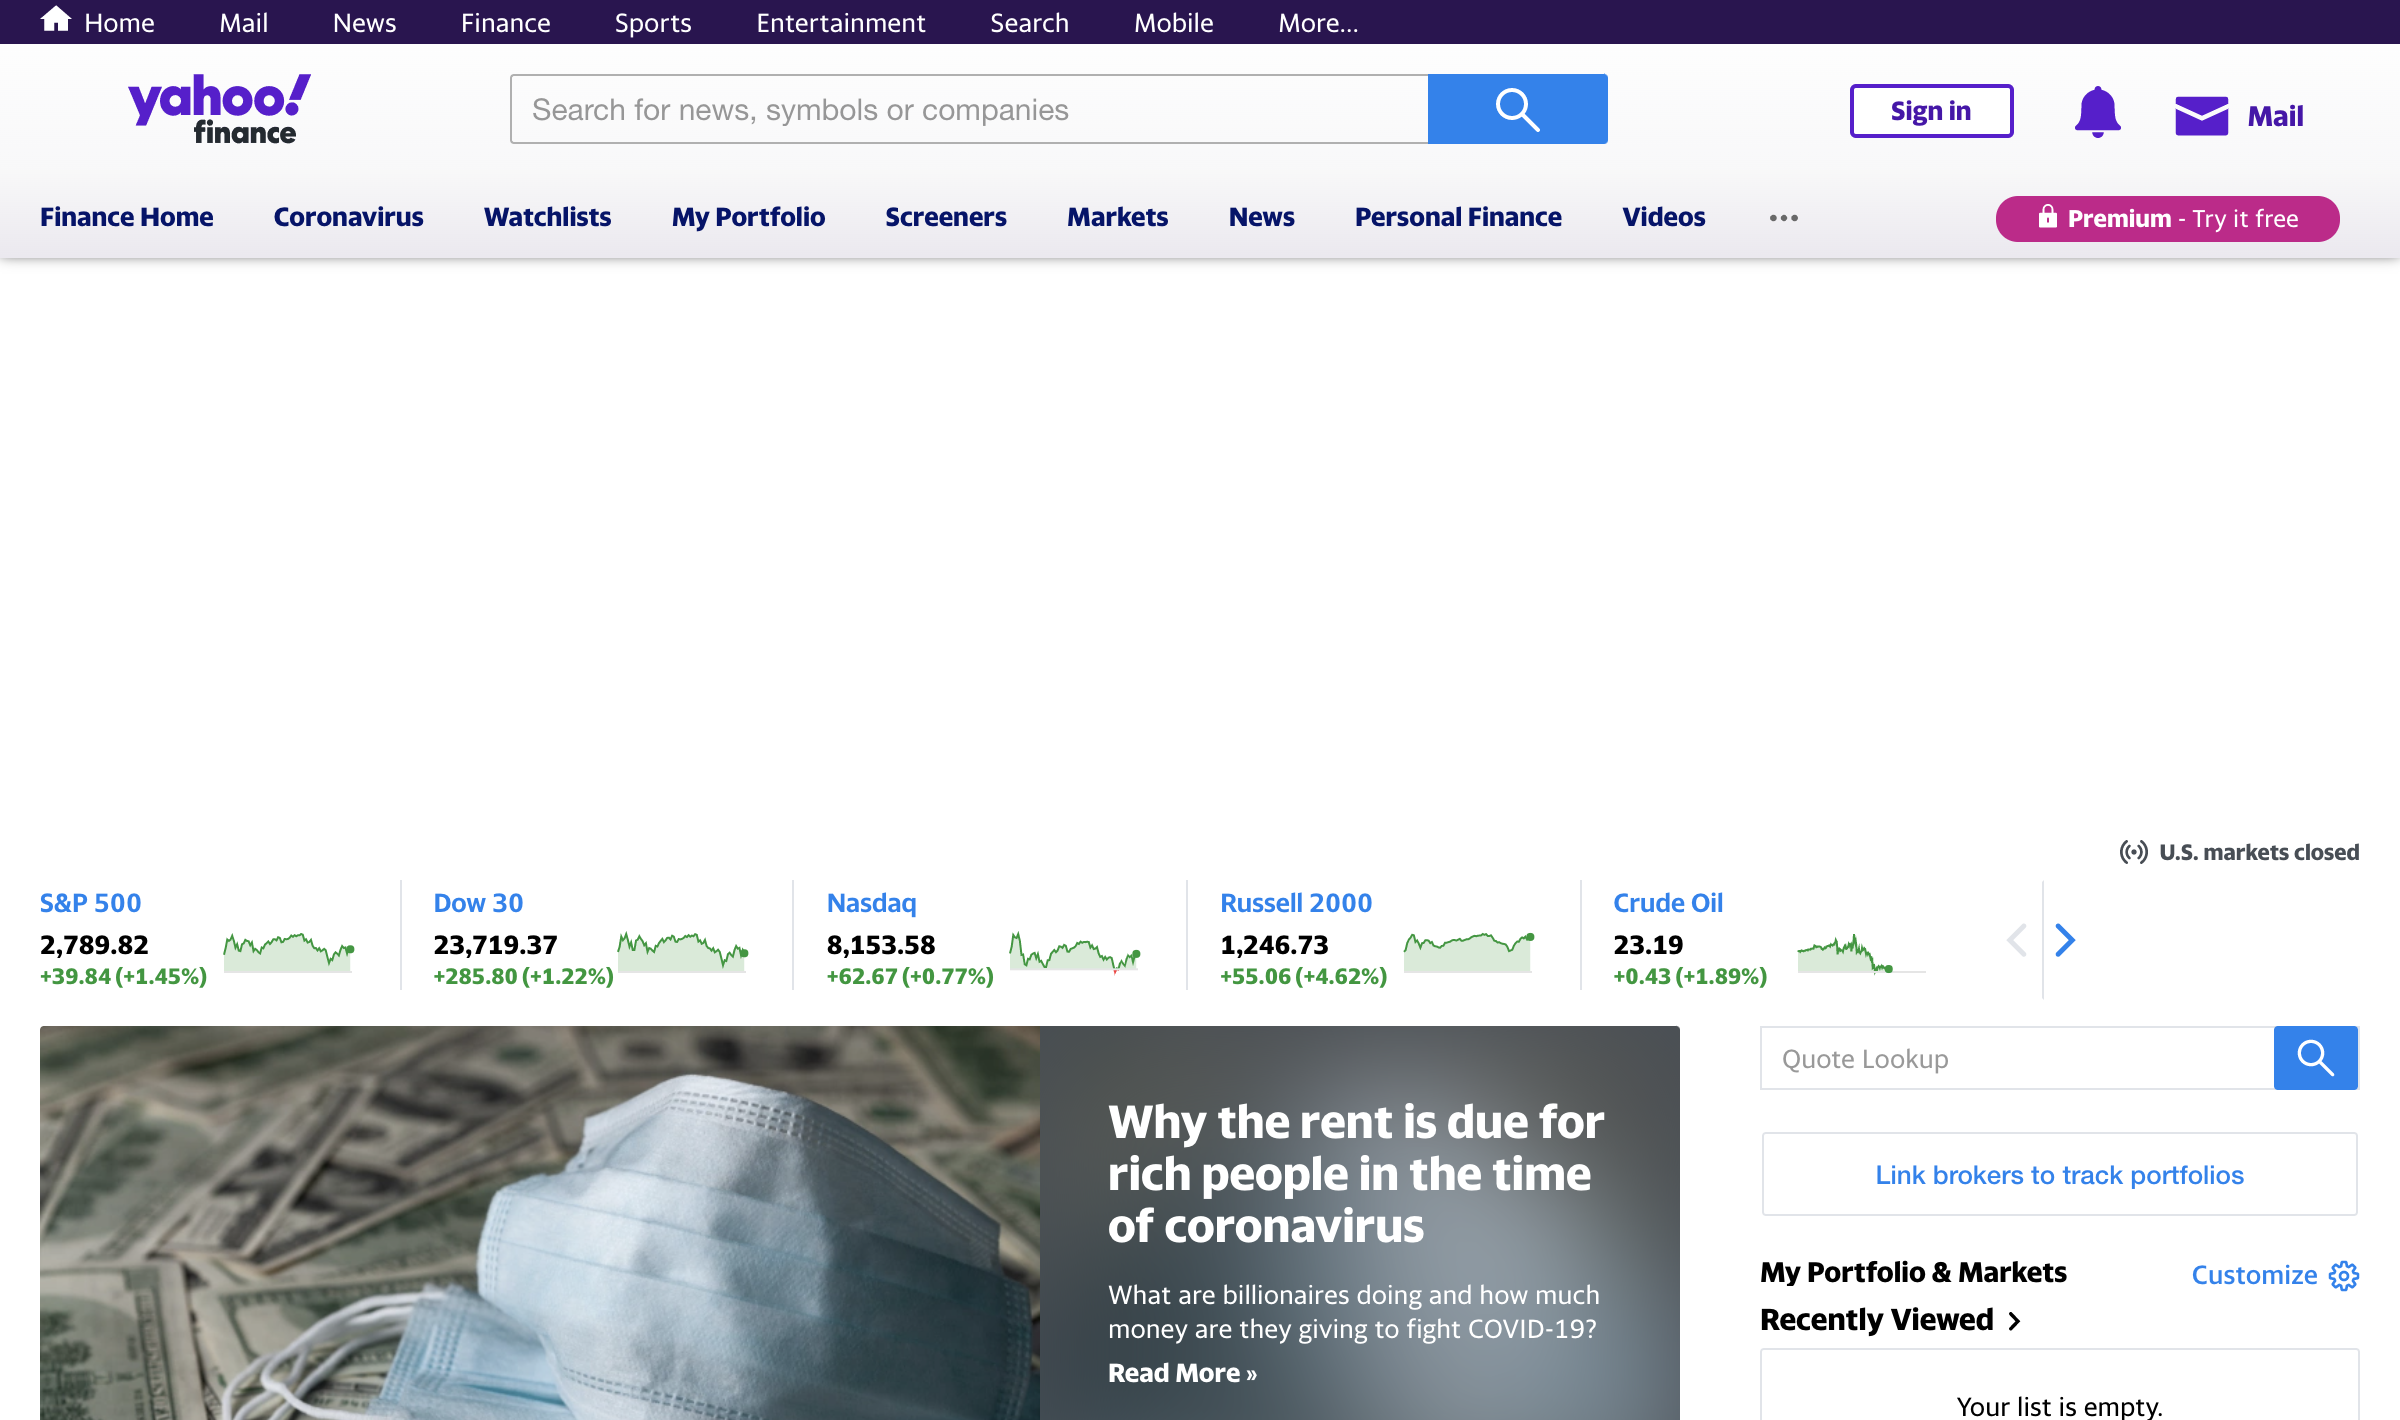 Home Mail News Finance Sports Entertainment Search Mobile More...
yahoo!
finance
Search for news, symbols or companies
Sign in
Mail
Finance Home Coronavirus Watchlists My Portfolio Screeners Markets News Personal Finance Videos
Premium - Try it free
U.S. markets closed
S&P 500
2,789.82
+39.84 (+1.45%)
Dow 30
23,719.37
+285.80 (+1.22%)
Nasdaq
8,153.58
+62.67 (+0.77%)
Russell 2000
1,246.73
+55.06 (+4.62%)
Crude Oil
23.19
+0.43 (+1.89%)
Why the rent is due for
rich people in the time
of coronavirus
What are billionaires doing and how much
money are they giving to fight COVID-19?
Read More »
Quote Lookup
Link brokers to track portfolios
My Portfolio & Markets
Customize
Recently Viewed
Your list is empty.